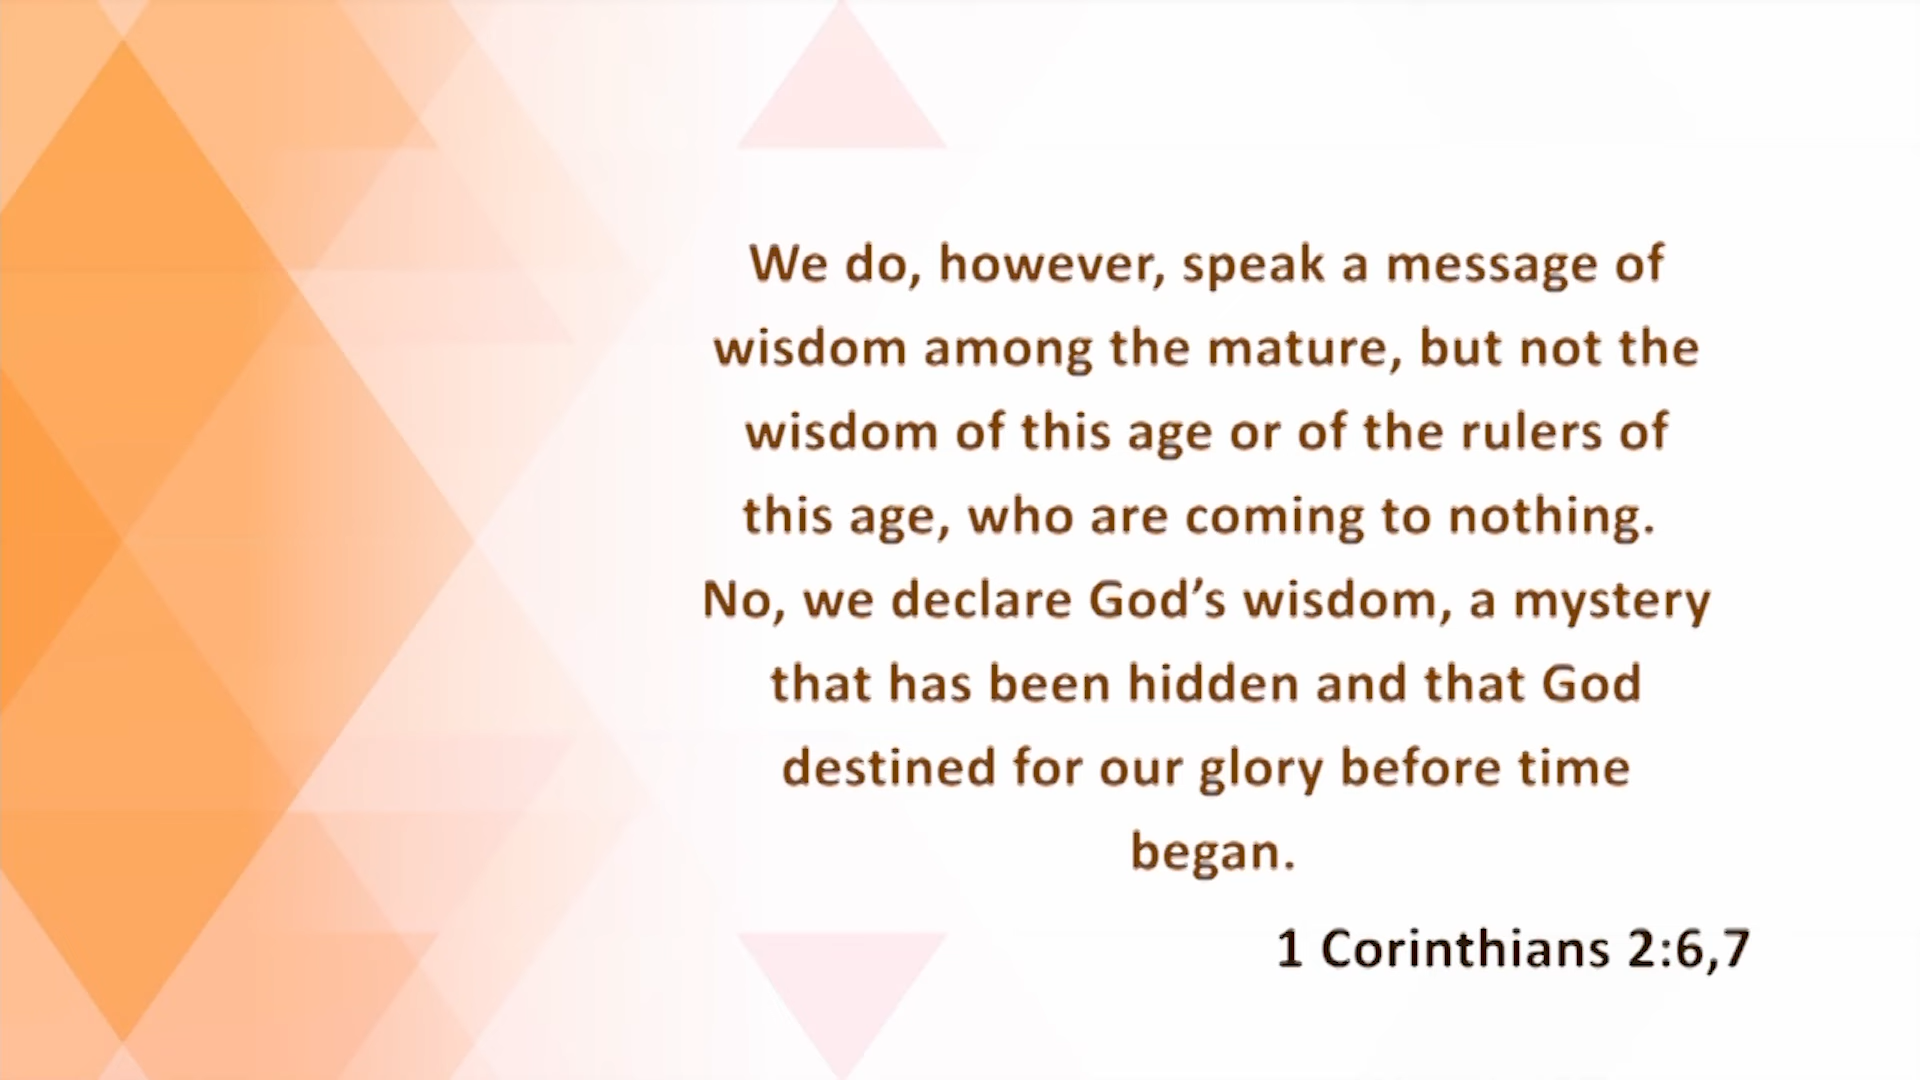 We do, however, speak a message of
wisdom among the mature, but not the
wisdom of this age or of the rulers of
this age, who are coming to nothing.
No, we declare God’s wisdom, a mystery
that has been hidden and that God
destined for our glory before time
began.
1 Corinthians 2:6,7